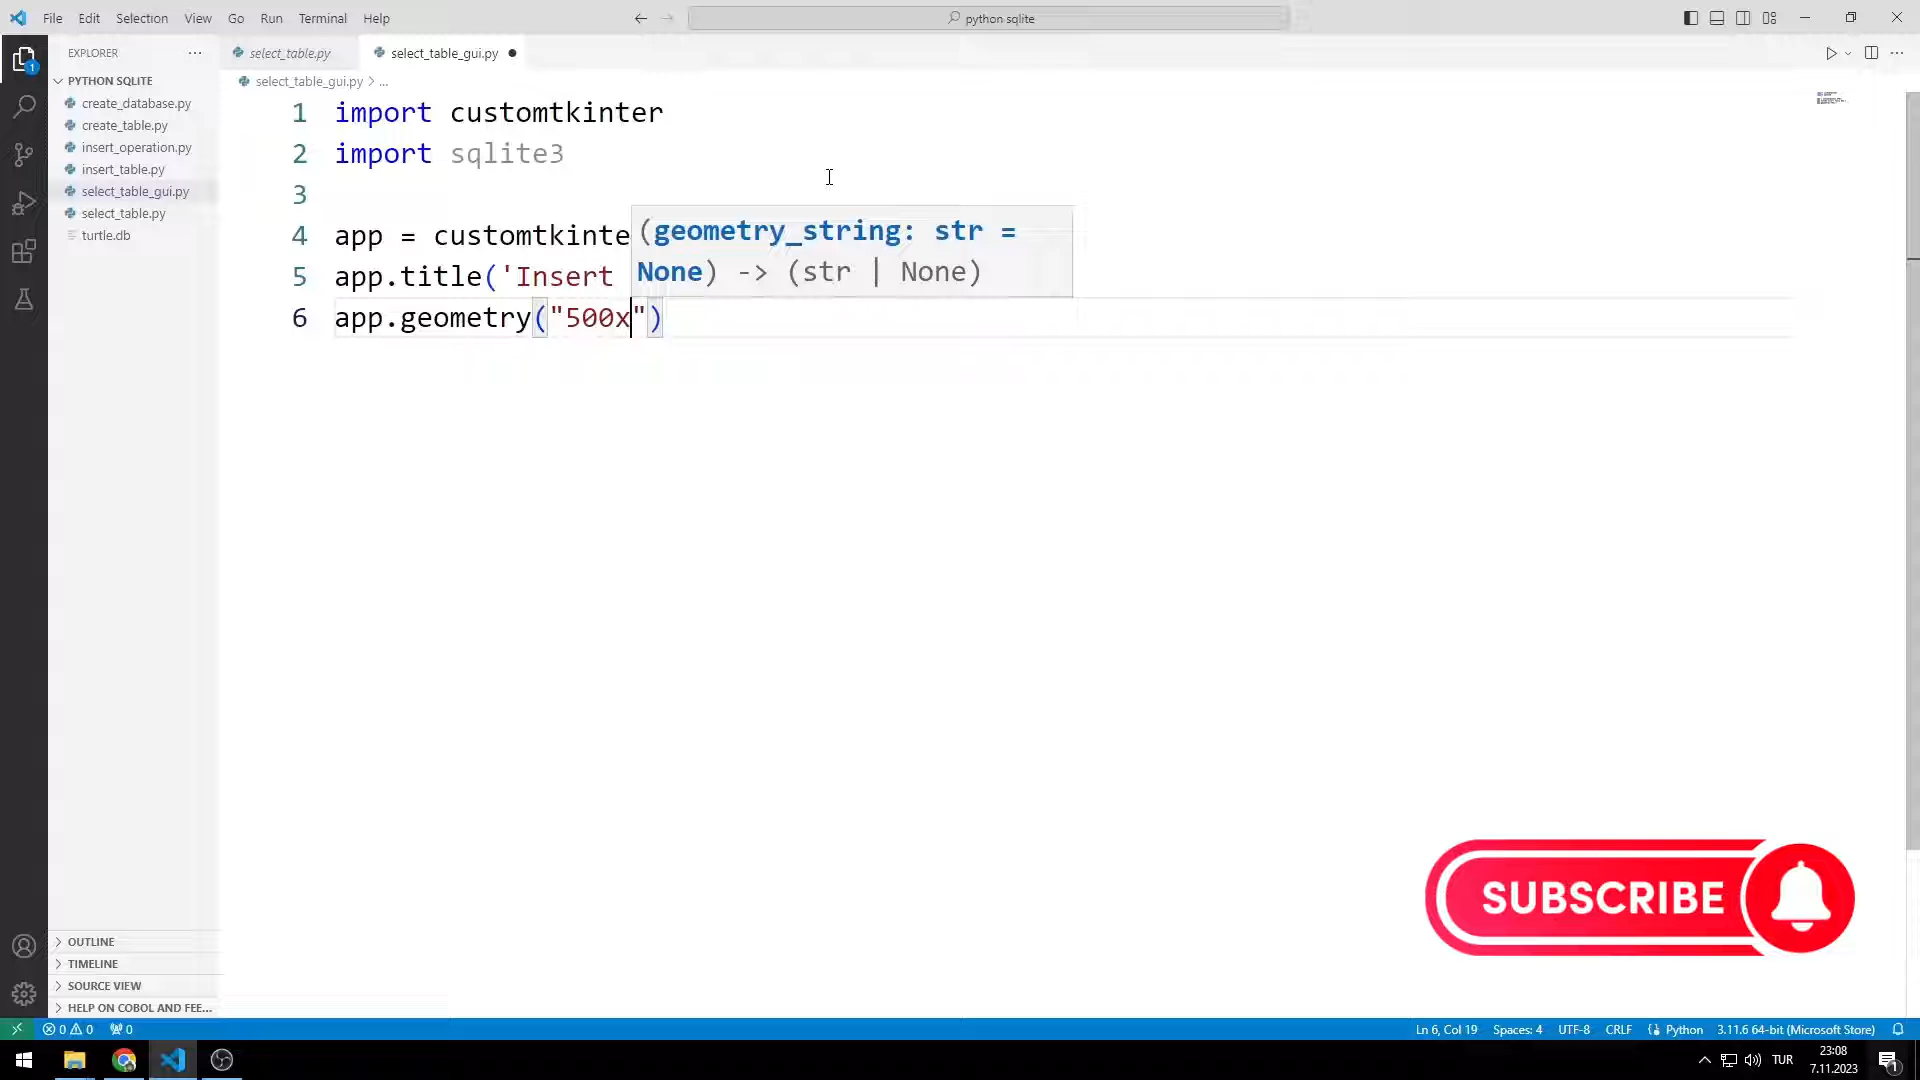 File Edit Selection View Go Run Terminal Help
python sqlite
EXPLORER
select_table.py
select_table_gui.py
PYTHON SQLITE
select_table_gui.py > ...
create_database.py
create_table.py
insert_operation.py
insert_table.py
select_table_gui.py
select_table.py
turtle.db
1 import customtkinter
2 import sqlite3
3
4 app = customtkinte
5 app.title('Insert
6 app.geometry("500x")
(geometry_string: str =
None) -> (str | None)
SUBSCRIBE
OUTLINE
TIMELINE
SOURCE VIEW
HELP ON COBOL AND FEE...
1
0 0 0
Ln 6, Col 19 Spaces: 4 UTF-8 CRLF Python 3.11.6 64-bit (Microsoft Store)
TUR
23:08
7.11.2023
1